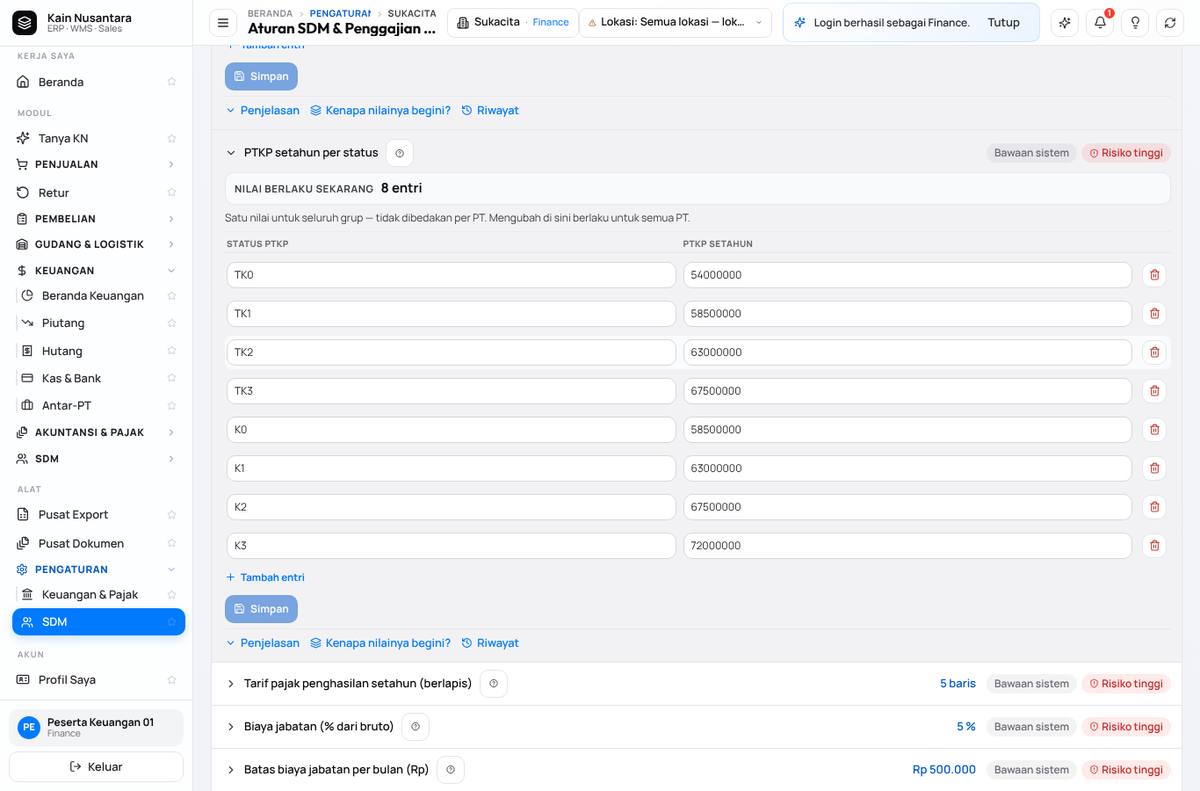 Kain Nusantara
ERP · WMS · Sales
KERJA SAYA
Beranda
MODUL
Tanya KN
PENJUALAN
Retur
PEMBELIAN
GUDANG & LOGISTIK
KEUANGAN
Beranda Keuangan
Piutang
Hutang
Kas & Bank
Antar-PT
AKUNTANSI & PAJAK
SDM
ALAT
Pusat Export
Pusat Dokumen
PENGATURAN
Keuangan & Pajak
SDM
AKUN
Profil Saya
PE
Peserta Keuangan 01
Finance
Keluar
BERANDA > PENGATURAN > SUKACITA
Aturan SDM & Penggajian ...
Sukacita · Finance
Lokasi: Semua lokasi — lok...
Login berhasil sebagai Finance. Tutup
1
+ Tambah entri
Simpan
Penjelasan Kenapa nilainya begini? Riwayat
PTKP setahun per status Bawaan sistem Risiko tinggi
NILAI BERLAKU SEKARANG 8 entri
Satu nilai untuk seluruh grup — tidak dibedakan per PT. Mengubah di sini berlaku untuk semua PT.
STATUS PTKP PTKP SETAHUN
TK0 54000000
TK1 58500000
TK2 63000000
TK3 67500000
K0 58500000
K1 63000000
K2 67500000
K3 72000000
+ Tambah entri
Simpan
Penjelasan Kenapa nilainya begini? Riwayat
Tarif pajak penghasilan setahun (berlapis) 5 baris Bawaan sistem Risiko tinggi
Biaya jabatan (% dari bruto) 5 % Bawaan sistem Risiko tinggi
Batas biaya jabatan per bulan (Rp) Rp 500.000 Bawaan sistem Risiko tinggi